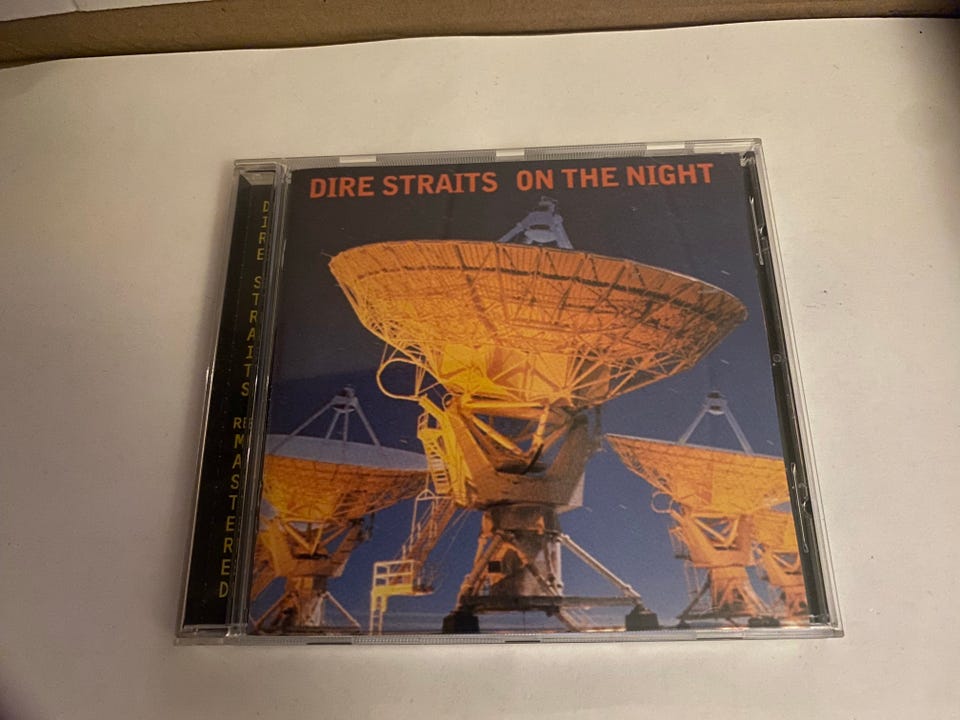 DIRE STRAITS ON THE NIGHT
DIRE STRAITS REMASTERED